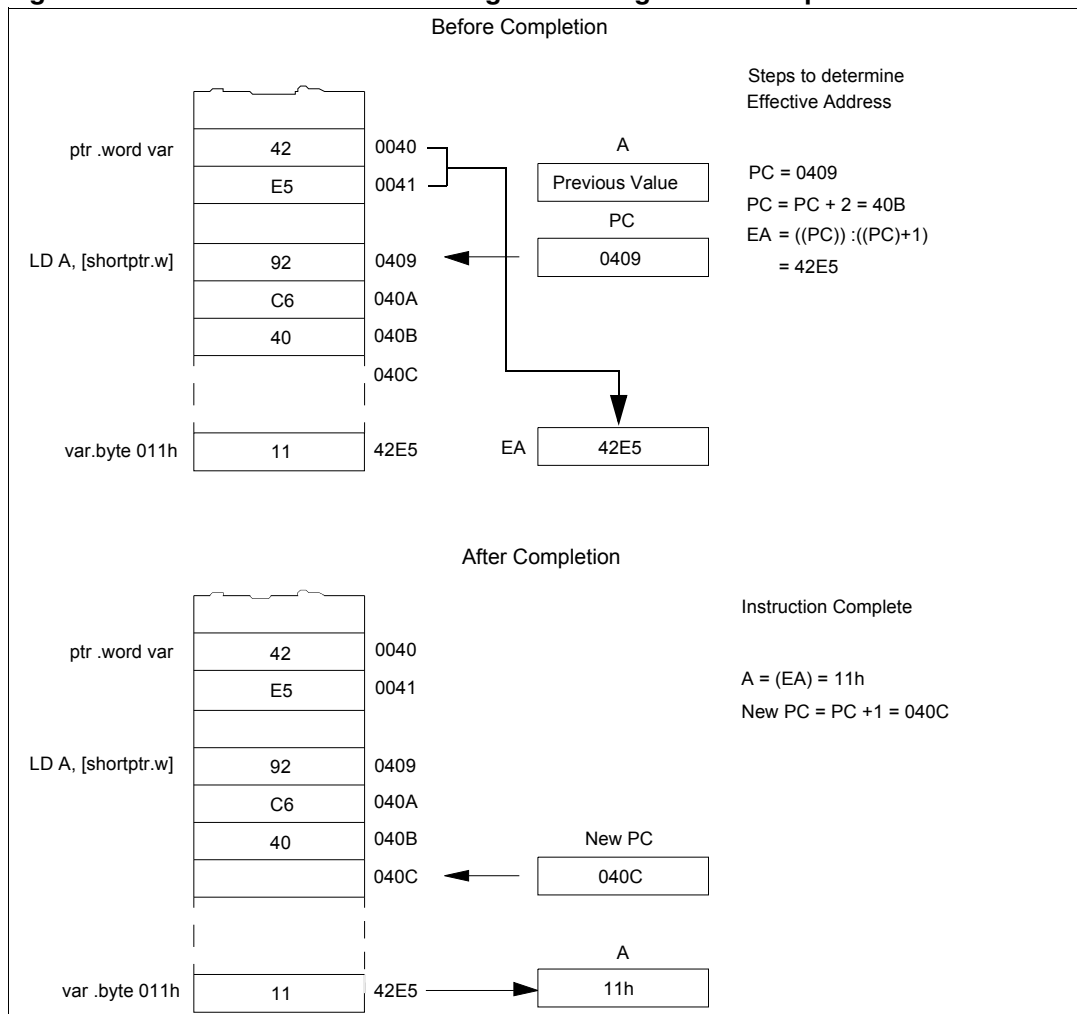 Before Completion
Steps to determine
Effective Address
ptr .word var 42 0040 A
E5 0041 Previous Value PC = 0409
PC PC = PC + 2 = 40B
LD A, [shortptr.w] 92 0409 0409 EA = ((PC)) :((PC)+1)
= 42E5
C6 040A
40 040B
040C
var.byte 011h 11 42E5 EA 42E5
After Completion
Instruction Complete
ptr .word var 42 0040
E5 0041 A = (EA) = 11h
New PC = PC +1 = 040C
LD A, [shortptr.w] 92 0409
C6 040A
40 040B New PC
040C 040C
A
var .byte 011h 11 42E5 11h